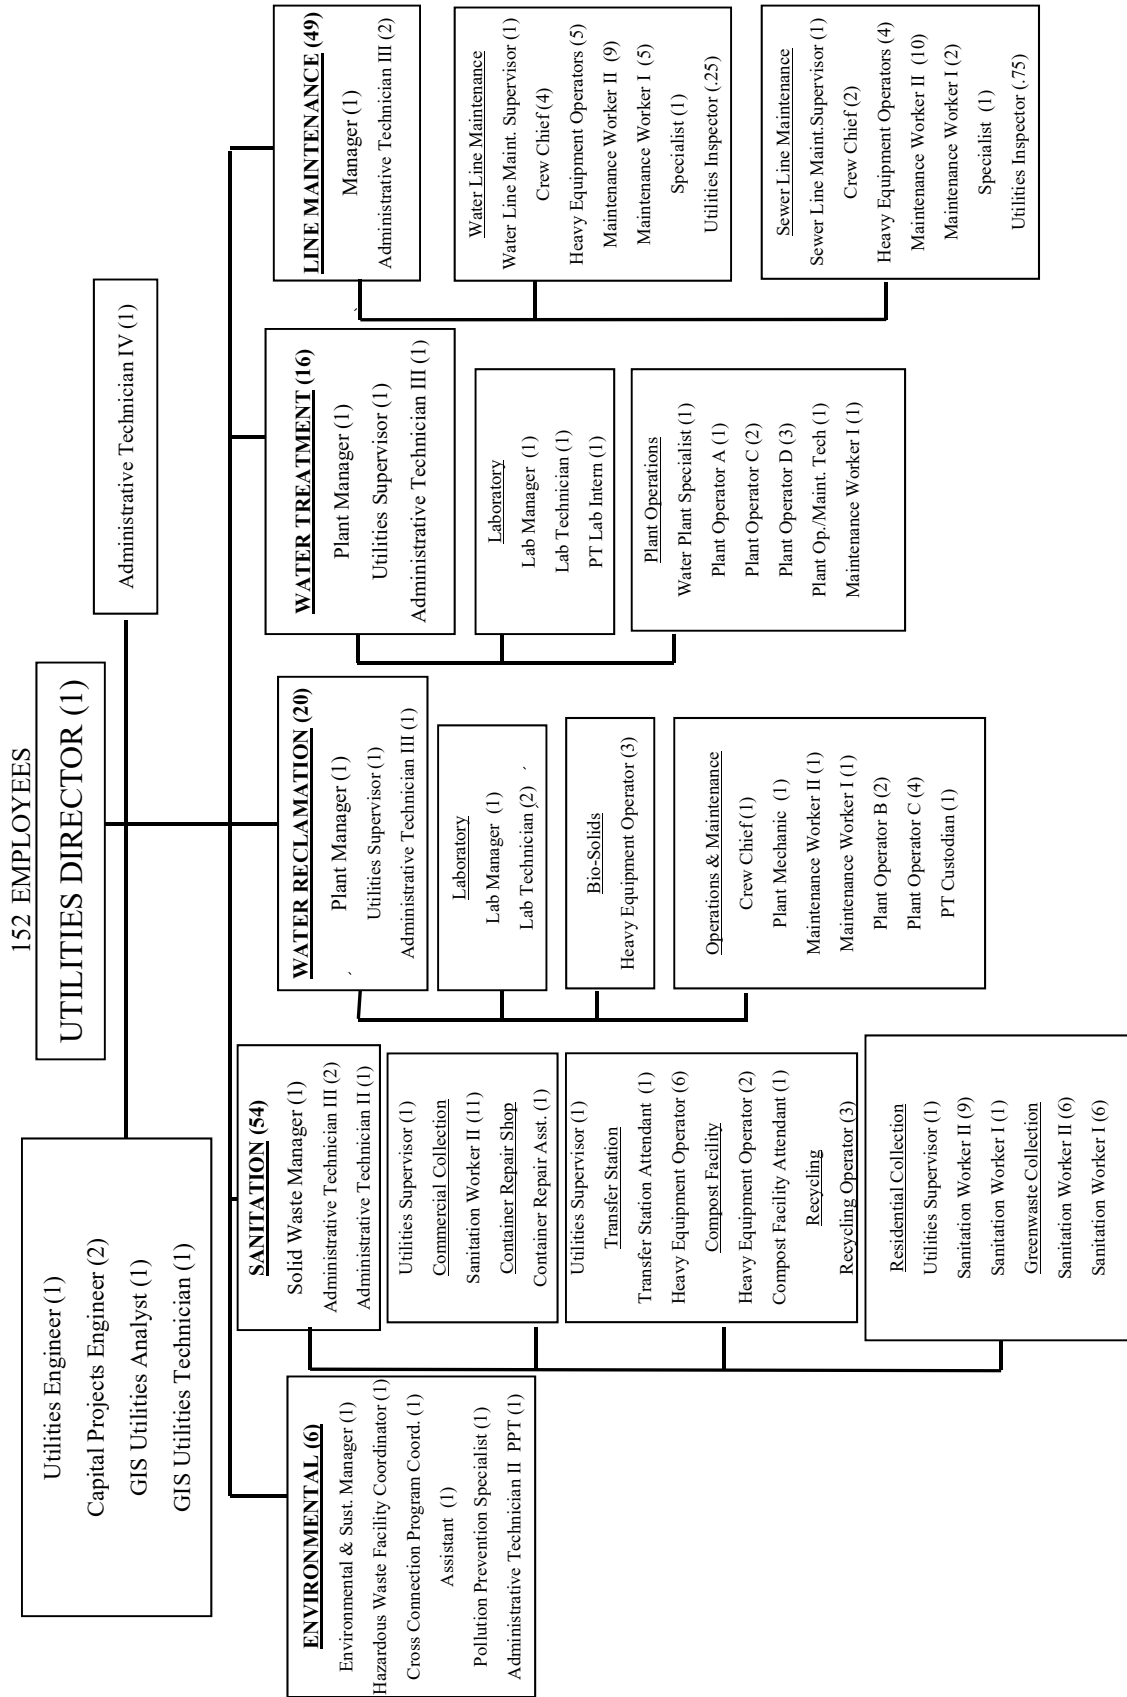 152 EMPLOYEES
UTILITIES DIRECTOR (1)
Utilities Engineer (1)
Capital Projects Engineer (2)
GIS Utilities Analyst (1)
GIS Utilities Technician (1)
Administrative Technician IV (1)
ENVIRONMENTAL (6)
Environmental & Sust. Manager (1)
Hazardous Waste Facility Coordinator (1)
Cross Connection Program Coord. (1)
Assistant (1)
Pollution Prevention Specialist (1)
Administrative Technician II PPT (1)
SANITATION (54)
Solid Waste Manager (1)
Administrative Technician III (2)
Administrative Technician II (1)
Utilities Supervisor (1)
Commercial Collection
Sanitation Worker II (11)
Container Repair Shop
Container Repair Asst. (1)
Utilities Supervisor (1)
Transfer Station
Transfer Station Attendant (1)
Heavy Equipment Operator (6)
Compost Facility
Heavy Equipment Operator (2)
Compost Facility Attendant (1)
Recycling
Recycling Operator (3)
Residential Collection
Utilities Supervisor (1)
Sanitation Worker II (9)
Sanitation Worker I (1)
Greenwaste Collection
Sanitation Worker II (6)
Sanitation Worker I (6)
WATER RECLAMATION (20)
Plant Manager (1)
Utilities Supervisor (1)
Administrative Technician III (1)
Laboratory
Lab Manager (1)
Lab Technician (2)
Bio-Solids
Heavy Equipment Operator (3)
Operations & Maintenance
Crew Chief (1)
Plant Mechanic (1)
Maintenance Worker II (1)
Maintenance Worker I (1)
Plant Operator B (2)
Plant Operator C (4)
PT Custodian (1)
WATER TREATMENT (16)
Plant Manager (1)
Utilities Supervisor (1)
Administrative Technician III (1)
Laboratory
Lab Manager (1)
Lab Technician (1)
PT Lab Intern (1)
Plant Operations
Water Plant Specialist (1)
Plant Operator A (1)
Plant Operator C (2)
Plant Operator D (3)
Plant Op./Maint. Tech (1)
Maintenance Worker I (1)
LINE MAINTENANCE (49)
Manager (1)
Administrative Technician III (2)
Water Line Maintenance
Water Line Maint. Supervisor (1)
Crew Chief (4)
Heavy Equipment Operators (5)
Maintenance Worker II (9)
Maintenance Worker I (5)
Specialist (1)
Utilities Inspector (.25)
Sewer Line Maintenance
Sewer Line Maint.Supervisor (1)
Crew Chief (2)
Heavy Equipment Operators (4)
Maintenance Worker II (10)
Maintenance Worker I (2)
Specialist (1)
Utilities Inspector (.75)